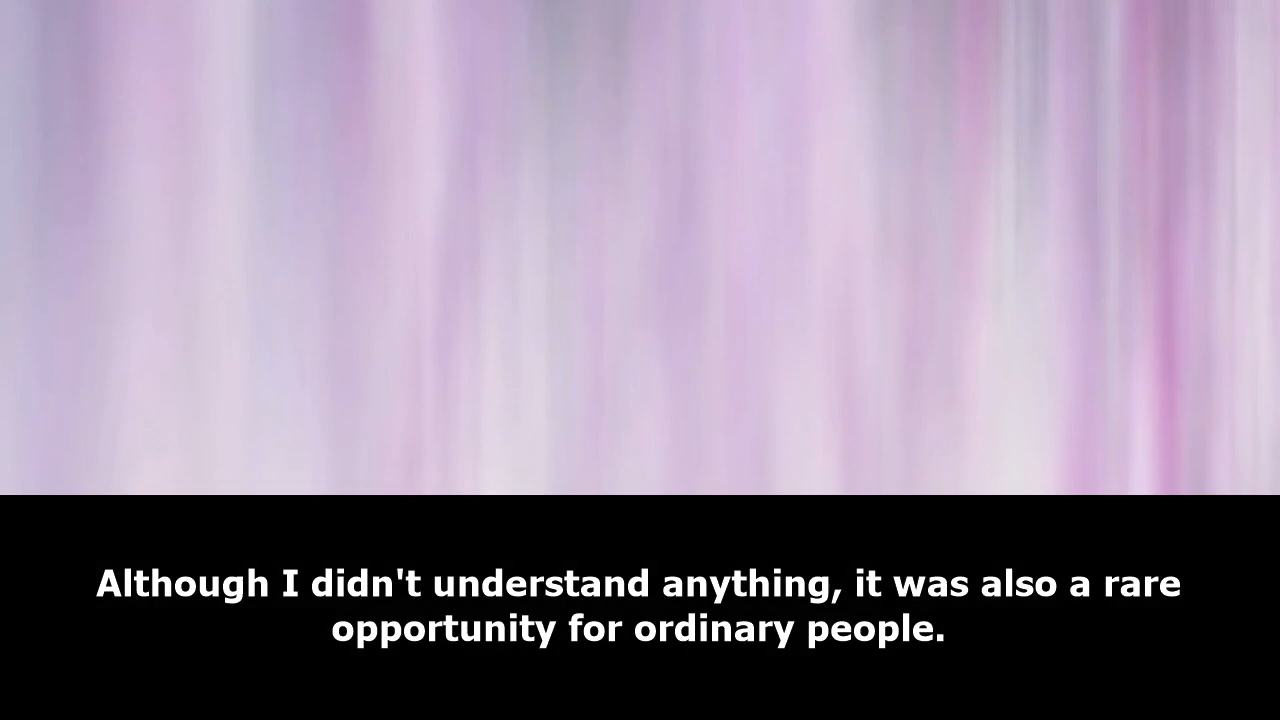 Although I didn't understand anything, it was also a rare
opportunity for ordinary people.